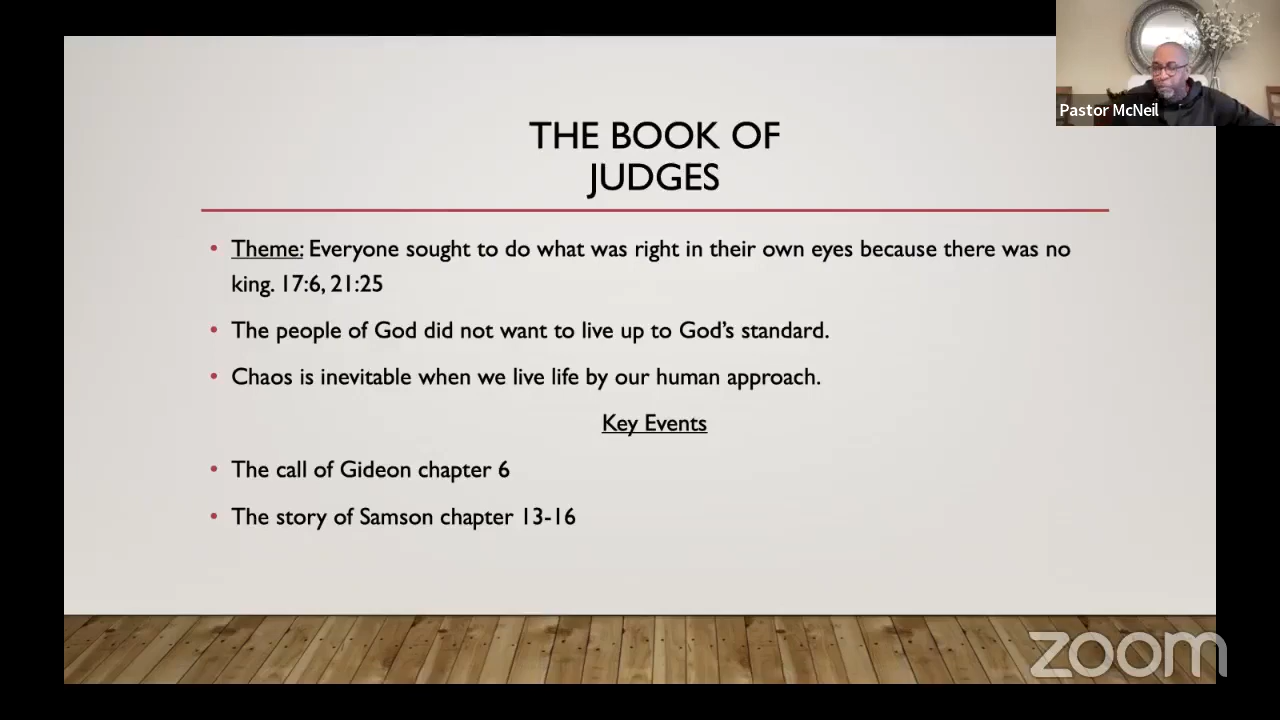 Pastor McNeil
THE BOOK OF
JUDGES
• Theme: Everyone sought to do what was right in their own eyes because there was no
king. 17:6, 21:25
• The people of God did not want to live up to God's standard.
• Chaos is inevitable when we live life by our human approach.
Key Events
• The call of Gideon chapter 6
• The story of Samson chapter 13-16
zoom